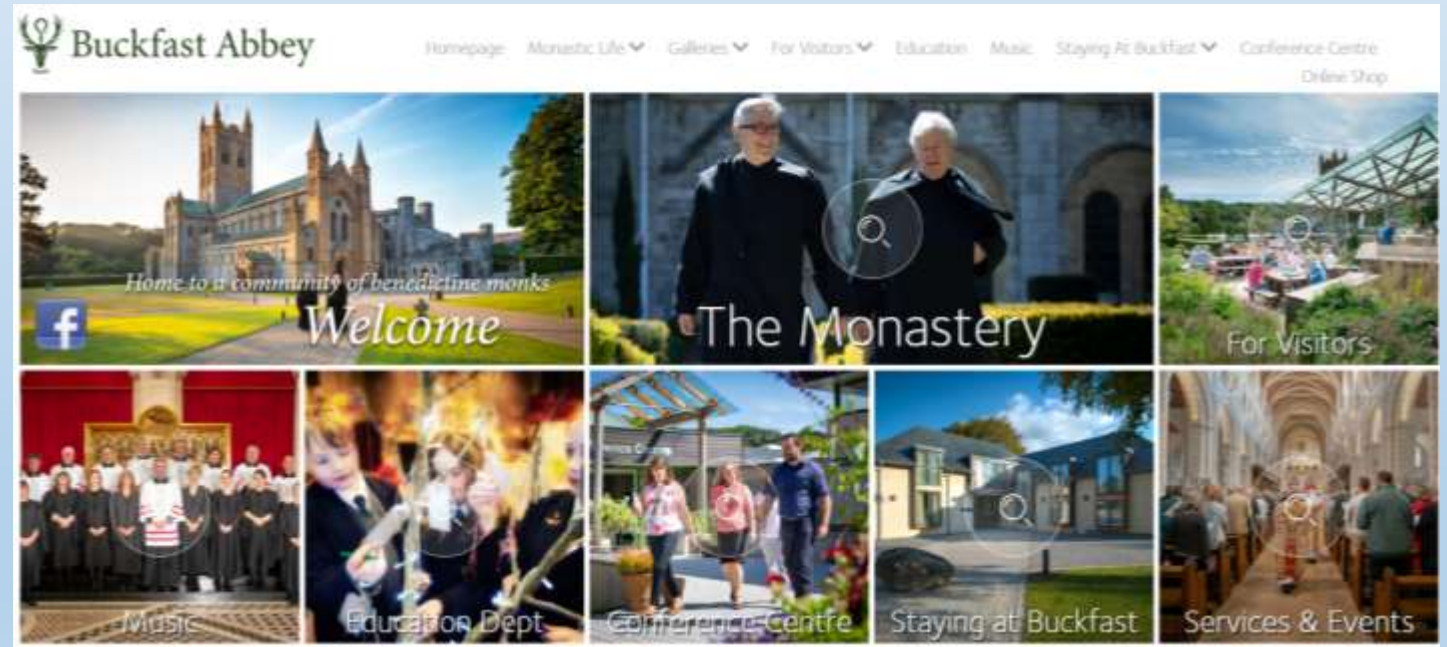 Buckfast Abbey
Homepage Monastic Life Galleries For Visitors Education Music Staying At Buckfast Conference Centre
Online Shop
Home to a community of benedictine monks
f
Welcome
The Monastery
For Visitors
Music
Education Dept
Conference Centre
Staying at Buckfast
Services & Events